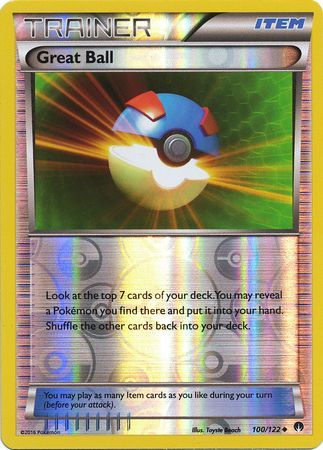 TRAINER ITEM
Great Ball
Look at the top 7 cards of your deck. You may reveal
a Pokémon you find there and put it into your hand.
Shuffle the other cards back into your deck.
You may play as many Item cards as you like during your turn
(before your attack).
©2016 Pokémon Illus. Toyste Beach 100/122